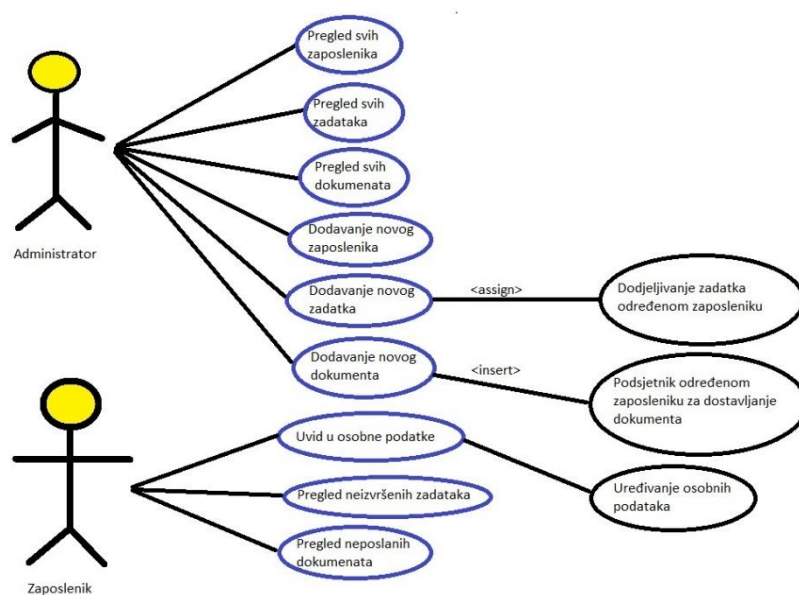 Pregled svih
zaposlenika
Pregled svih
zadataka
Pregled svih
dokumenata
Administrator
Dodavanje novog
zaposlenika
Dodavanje novog
zadatka
<assign>
Dodjeljivanje zadatka
određenom zaposleniku
Dodavanje novog
dokumenta
<insert>
Podsjetnik određenom
zaposleniku za dostavljanje
dokumenta
Uvid u osobne podatke
Uređivanje osobnih
podataka
Pregled neizvršenih zadataka
Pregled neposlanih
dokumenata
Zaposlenik